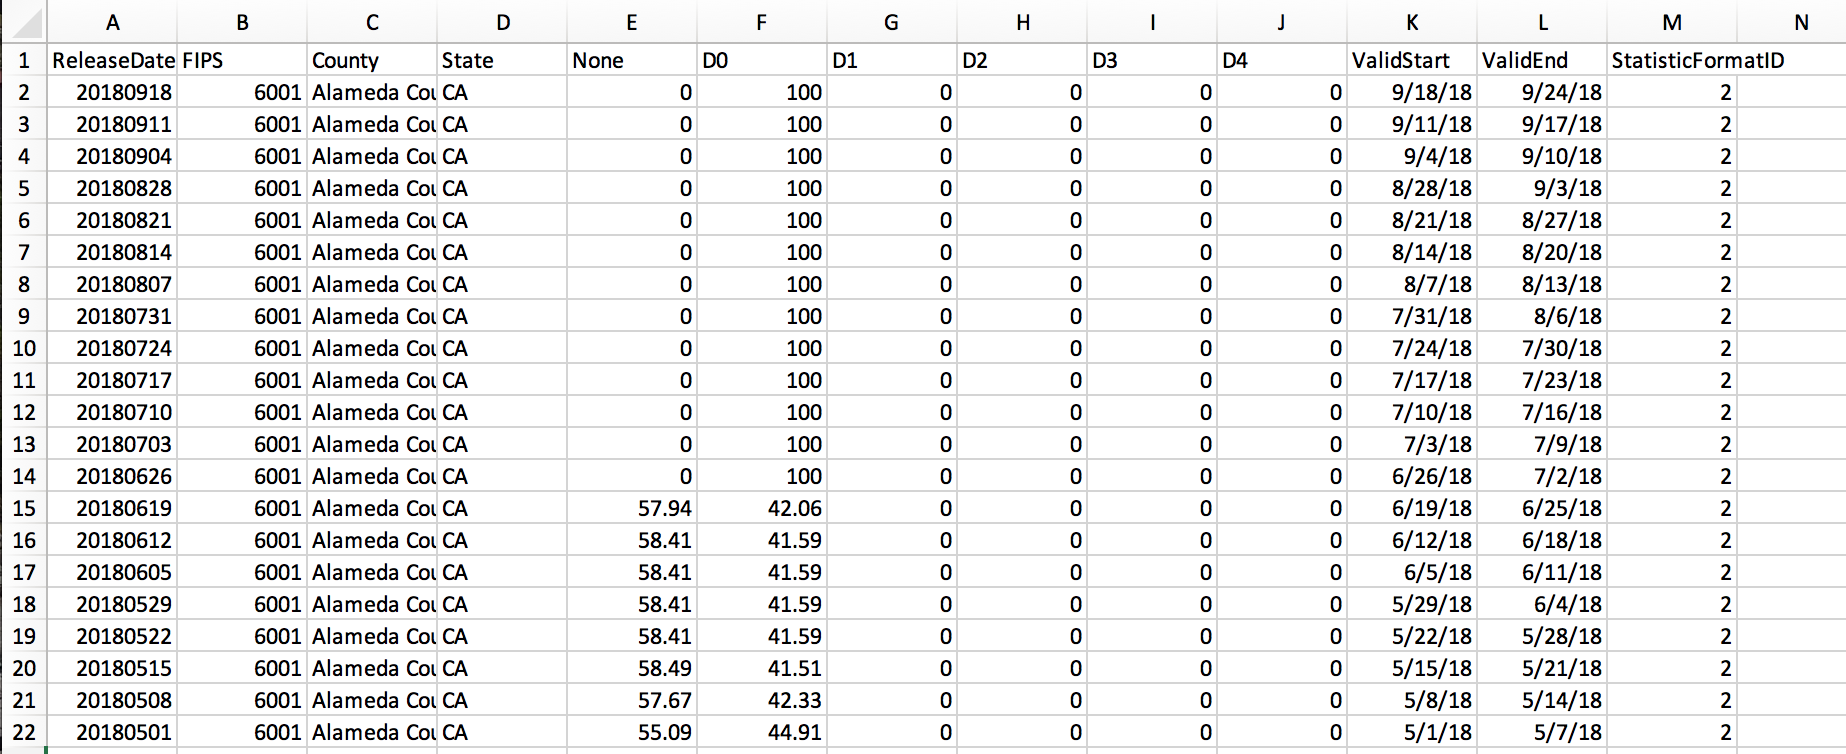 A B C D E F G H I J K L M N
1 ReleaseDate FIPS County State None D0 D1 D2 D3 D4 ValidStart ValidEnd StatisticFormatID
2 20180918 6001 Alameda Cou CA 0 100 0 0 0 0 9/18/18 9/24/18 2
3 20180911 6001 Alameda Cou CA 0 100 0 0 0 0 9/11/18 9/17/18 2
4 20180904 6001 Alameda Cou CA 0 100 0 0 0 0 9/4/18 9/10/18 2
5 20180828 6001 Alameda Cou CA 0 100 0 0 0 0 8/28/18 9/3/18 2
6 20180821 6001 Alameda Cou CA 0 100 0 0 0 0 8/21/18 8/27/18 2
7 20180814 6001 Alameda Cou CA 0 100 0 0 0 0 8/14/18 8/20/18 2
8 20180807 6001 Alameda Cou CA 0 100 0 0 0 0 8/7/18 8/13/18 2
9 20180731 6001 Alameda Cou CA 0 100 0 0 0 0 7/31/18 8/6/18 2
10 20180724 6001 Alameda Cou CA 0 100 0 0 0 0 7/24/18 7/30/18 2
11 20180717 6001 Alameda Cou CA 0 100 0 0 0 0 7/17/18 7/23/18 2
12 20180710 6001 Alameda Cou CA 0 100 0 0 0 0 7/10/18 7/16/18 2
13 20180703 6001 Alameda Cou CA 0 100 0 0 0 0 7/3/18 7/9/18 2
14 20180626 6001 Alameda Cou CA 0 100 0 0 0 0 6/26/18 7/2/18 2
15 20180619 6001 Alameda Cou CA 57.94 42.06 0 0 0 0 6/19/18 6/25/18 2
16 20180612 6001 Alameda Cou CA 58.41 41.59 0 0 0 0 6/12/18 6/18/18 2
17 20180605 6001 Alameda Cou CA 58.41 41.59 0 0 0 0 6/5/18 6/11/18 2
18 20180529 6001 Alameda Cou CA 58.41 41.59 0 0 0 0 5/29/18 6/4/18 2
19 20180522 6001 Alameda Cou CA 58.41 41.59 0 0 0 0 5/22/18 5/28/18 2
20 20180515 6001 Alameda Cou CA 58.49 41.51 0 0 0 0 5/15/18 5/21/18 2
21 20180508 6001 Alameda Cou CA 57.67 42.33 0 0 0 0 5/8/18 5/14/18 2
22 20180501 6001 Alameda Cou CA 55.09 44.91 0 0 0 0 5/1/18 5/7/18 2